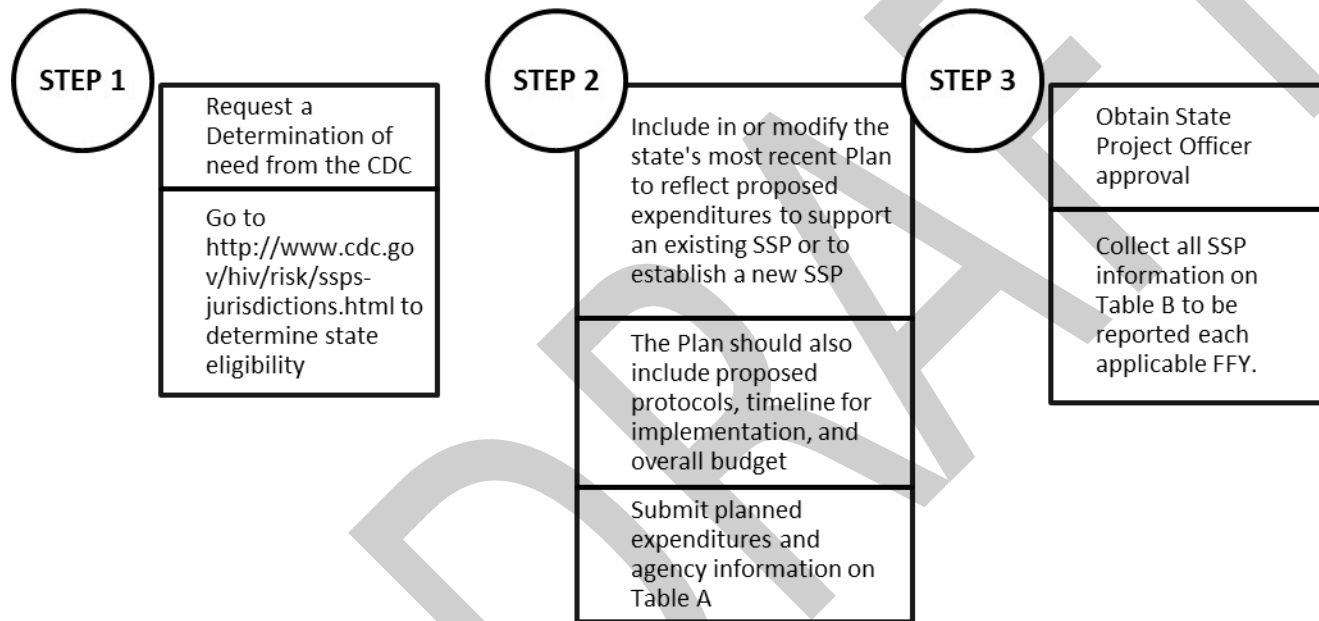 STEP 1
Request a
Determination of
need from the CDC
Go to
http://www.cdc.go
v/hiv/risk/ssps-
jurisdictions.html to
determine state
eligibility
STEP 2
Include in or modify the
state's most recent Plan
to reflect proposed
expenditures to support
an existing SSP or to
establish a new SSP
The Plan should also
include proposed
protocols, timeline for
implementation, and
overall budget
Submit planned
expenditures and
agency information on
Table A
STEP 3
Obtain State
Project Officer
approval
Collect all SSP
information on
Table B to be
reported each
applicable FFY.
DRAFT